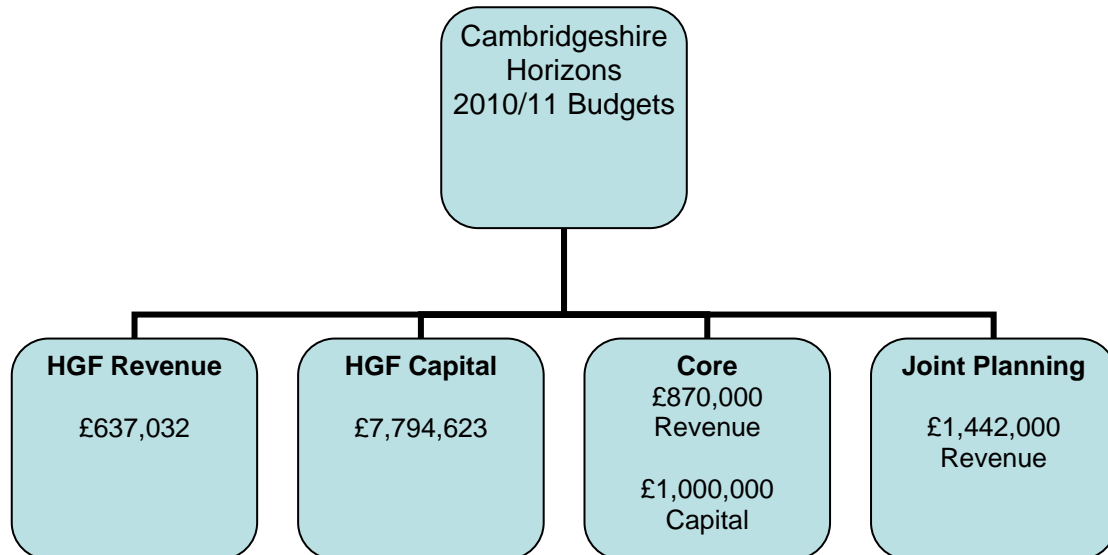 Cambridgeshire
Horizons
2010/11 Budgets
HGF Revenue
£637,032
HGF Capital
£7,794,623
Core
£870,000
Revenue
£1,000,000
Capital
Joint Planning
£1,442,000
Revenue